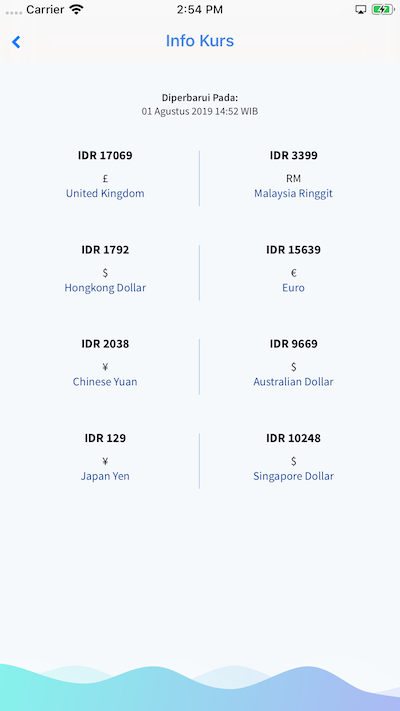 Carrier 2:54 PM
Info Kurs
Diperbarui Pada:
01 Agustus 2019 14:52 WIB
IDR 17069
£
United Kingdom
IDR 3399
RM
Malaysia Ringgit
IDR 1792
$
Hongkong Dollar
IDR 15639
€
Euro
IDR 2038
¥
Chinese Yuan
IDR 9669
$
Australian Dollar
IDR 129
¥
Japan Yen
IDR 10248
$
Singapore Dollar